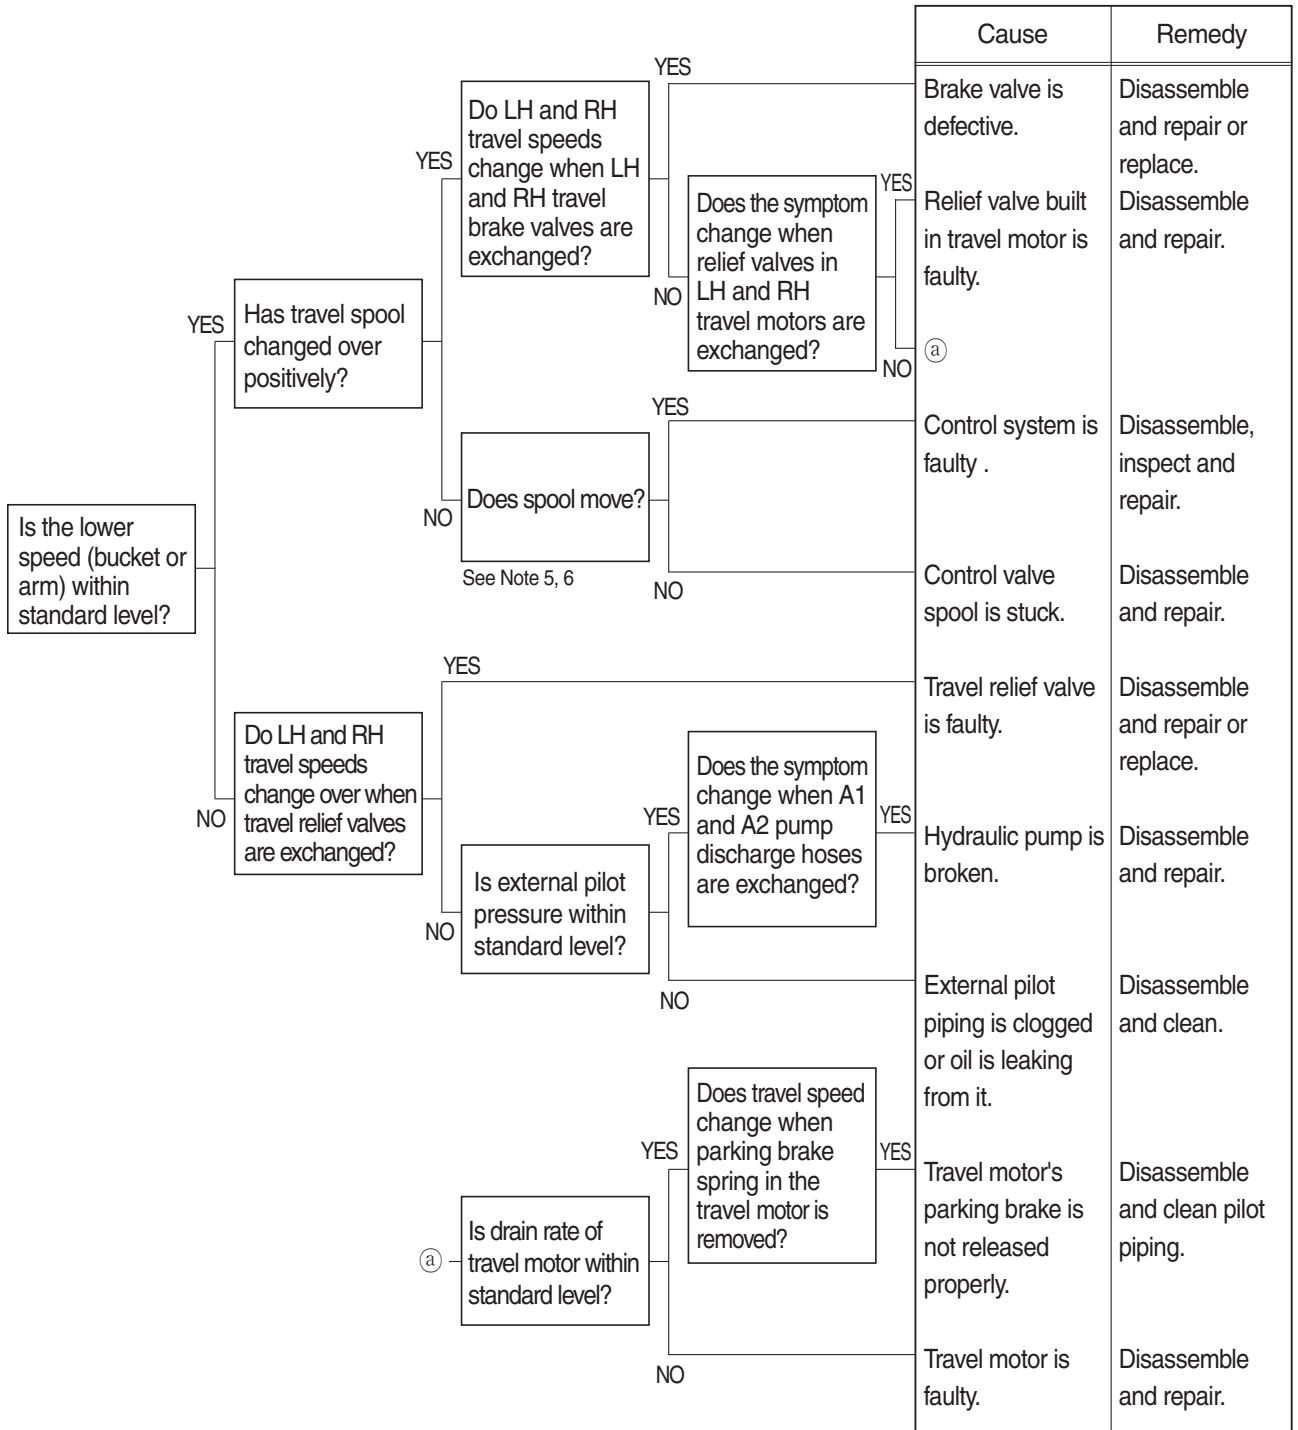 Cause
Remedy
YES
Do LH and RH
travel speeds
change when LH
and RH travel
brake valves are
exchanged?
YES
Brake valve is
defective.
Disassemble
and repair or
replace.
Does the symptom
change when
relief valves in
LH and RH
travel motors are
exchanged?
YES
Relief valve built
in travel motor is
faulty.
Disassemble
and repair.
NO
NO
ⓐ
YES
Has travel spool
changed over
positively?
YES
Control system is
faulty .
Disassemble,
inspect and
repair.
Does spool move?
NO
See Note 5, 6
NO
Control valve
spool is stuck.
Disassemble
and repair.
Is the lower
speed (bucket or
arm) within
standard level?
YES
Travel relief valve
is faulty.
Disassemble
and repair or
replace.
Do LH and RH
travel speeds
change over when
travel relief valves
are exchanged?
NO
Does the symptom
change when A1
and A2 pump
discharge hoses
are exchanged?
YES
YES
Hydraulic pump is
broken.
Disassemble
and repair.
Is external pilot
pressure within
standard level?
NO
NO
External pilot
piping is clogged
or oil is leaking
from it.
Disassemble
and clean.
Does travel speed
change when
parking brake
spring in the
travel motor is
removed?
YES
YES
Travel motor's
parking brake is
not released
properly.
Disassemble
and clean pilot
piping.
ⓐ
Is drain rate of
travel motor within
standard level?
NO
Travel motor is
faulty.
Disassemble
and repair.